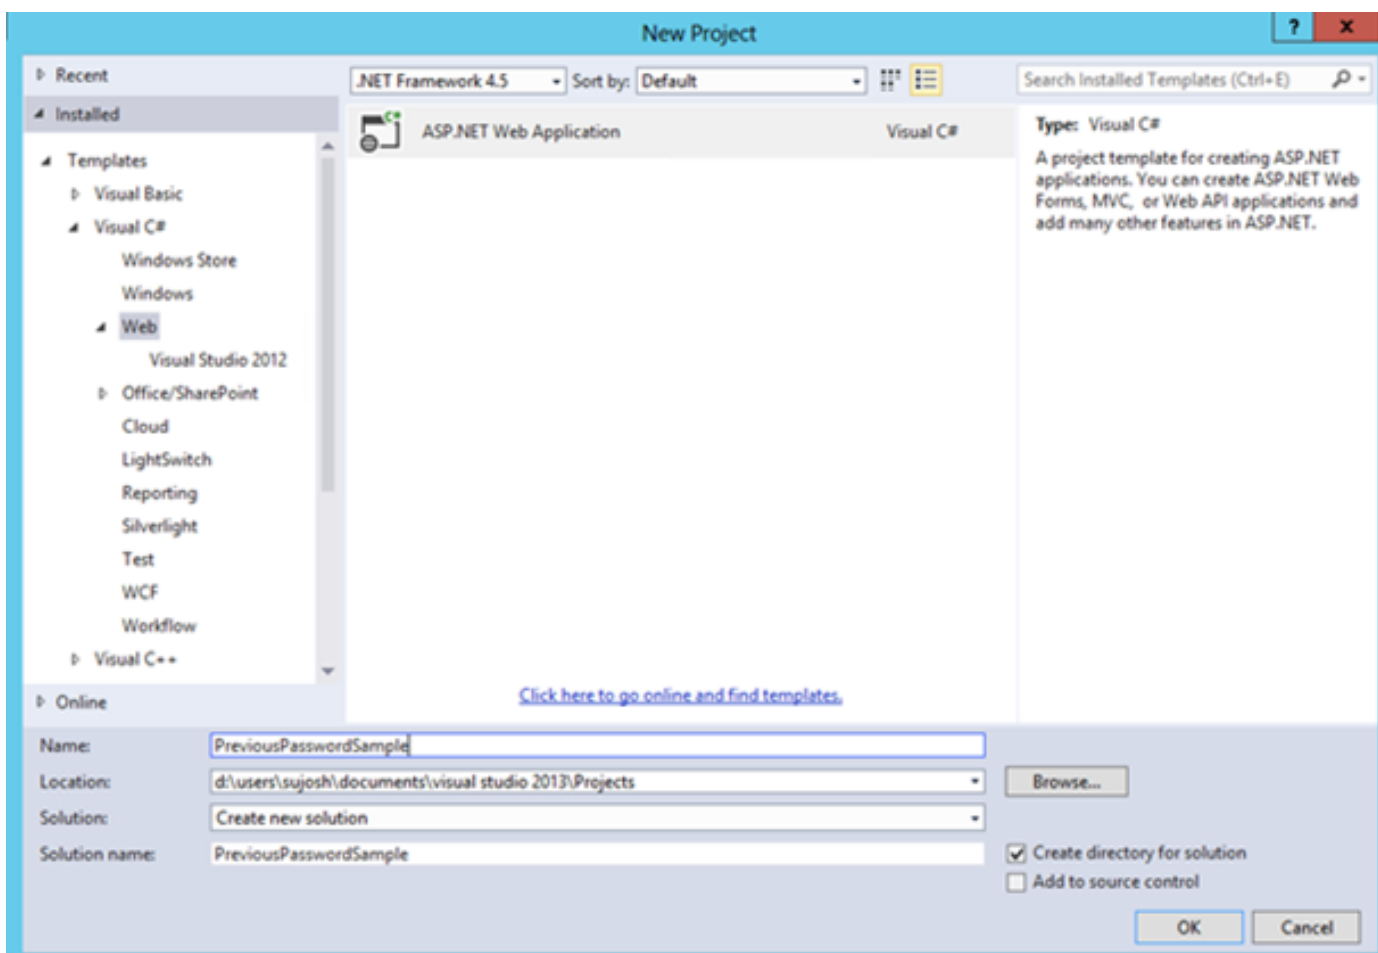 New Project
?
x
Recent
.NET Framework 4.5
Sort by: Default
Search Installed Templates (Ctrl+E)
Installed
Templates
Visual Basic
Visual C#
Windows Store
Windows
Web
Visual Studio 2012
Office/SharePoint
Cloud
LightSwitch
Reporting
Silverlight
Test
WCF
Workflow
Visual C++
Online
ASP.NET Web Application
Visual C#
Click here to go online and find templates.
Type: Visual C#
A project template for creating ASP.NET
applications. You can create ASP.NET Web
Forms, MVC, or Web API applications and
add many other features in ASP.NET.
Name: PreviousPasswordSample
Location: d:\users\sujosh\documents\visual studio 2013\Projects
Browse...
Solution: Create new solution
Solution name: PreviousPasswordSample
Create directory for solution
Add to source control
OK
Cancel